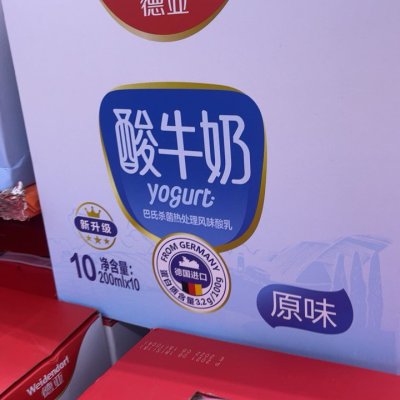 德亚
酸牛奶
yogurt
巴氏杀菌热处理风味酸乳
新升级
FROM GERMANY
德国进口
蛋白质含量3.2g/100g
10 净含量:
200mlx10
原味
Weidendorf
德亚